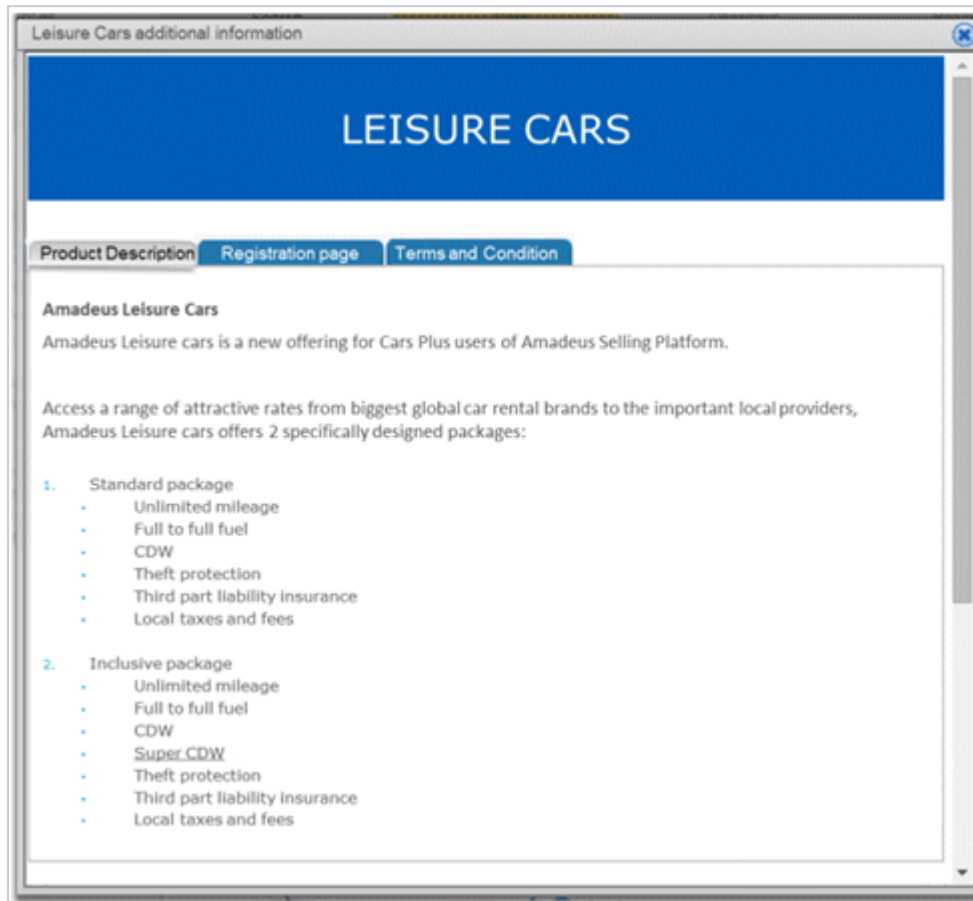 Leisure Cars additional information
LEISURE CARS
Product Description Registration page Terms and Condition
Amadeus Leisure Cars
Amadeus Leisure cars is a new offering for Cars Plus users of Amadeus Selling Platform.
Access a range of attractive rates from biggest global car rental brands to the important local providers,
Amadeus Leisure cars offers 2 specifically designed packages:
1. Standard package
Unlimited mileage
Full to full fuel
CDW
Theft protection
Third part liability insurance
Local taxes and fees
2. Inclusive package
Unlimited mileage
Full to full fuel
CDW
Super CDW
Theft protection
Third part liability insurance
Local taxes and fees